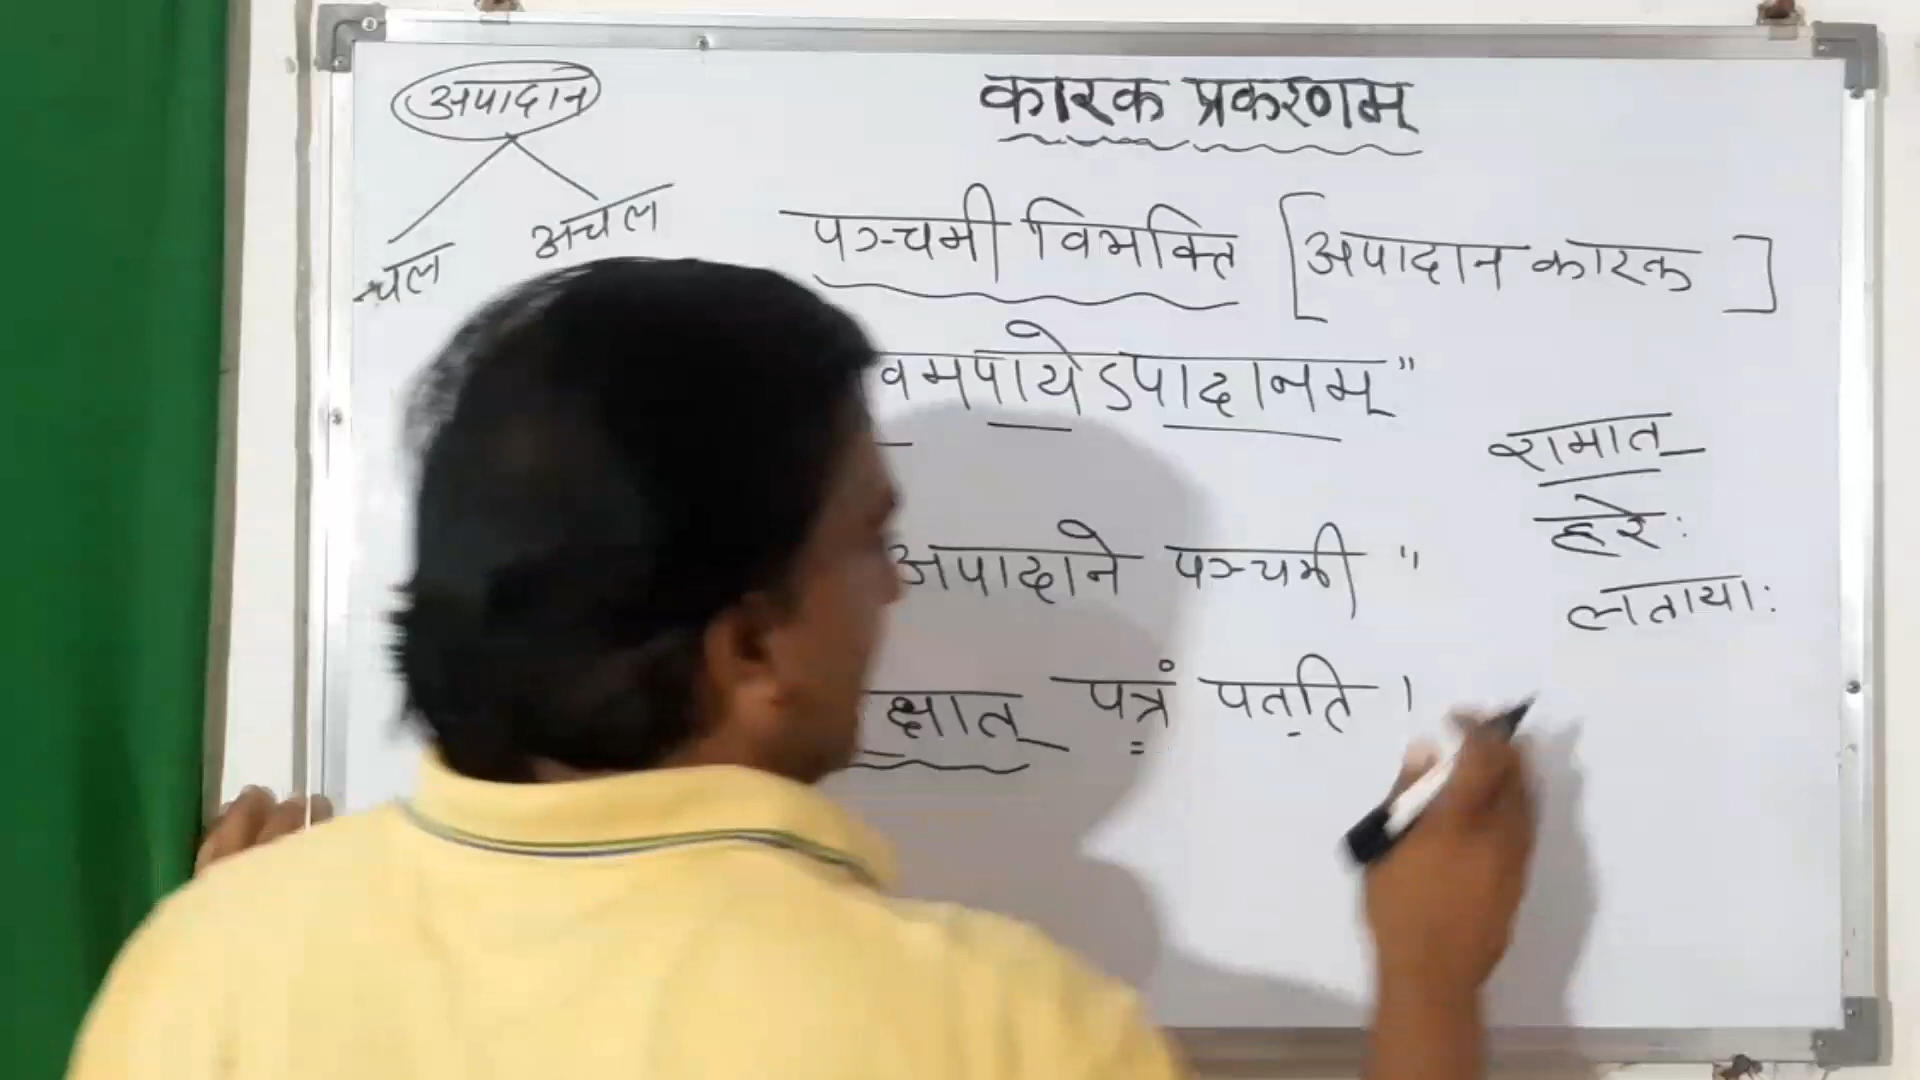 कारक प्रकरणम्
अपादान
चल
अचल
पञ्चमी विभक्ति [अपादान कारक]
वमपायेऽपादानम्"
अपादाने पञ्चमी "
क्षात् पत्रं पतति ।
रामात्
हरेः
लतायाः